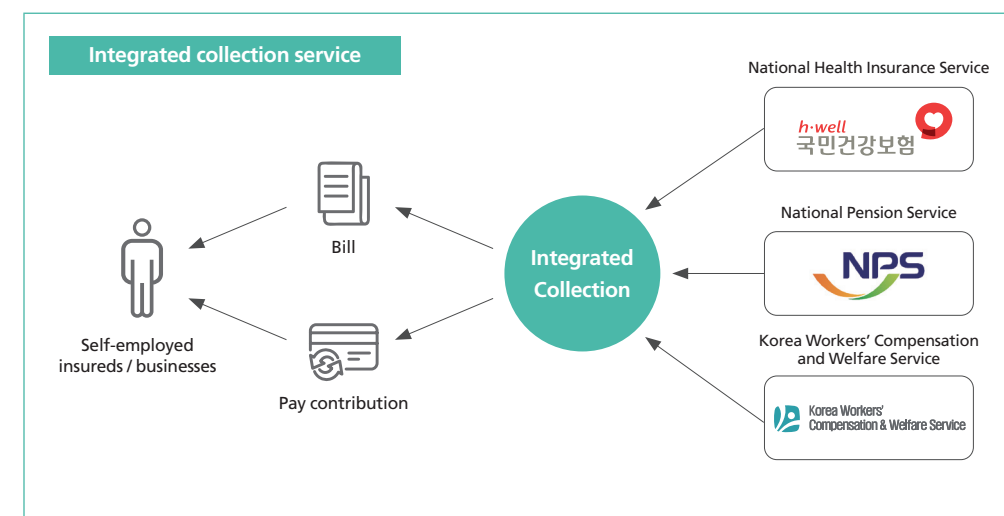 Integrated collection service
National Health Insurance Service
h·well
국민건강보험
Bill
Integrated
Collection
National Pension Service
NPS
Self-employed
insureds / businesses
Pay contribution
Korea Workers’ Compensation
and Welfare Service
Korea Workers'
Compensation & Welfare Service